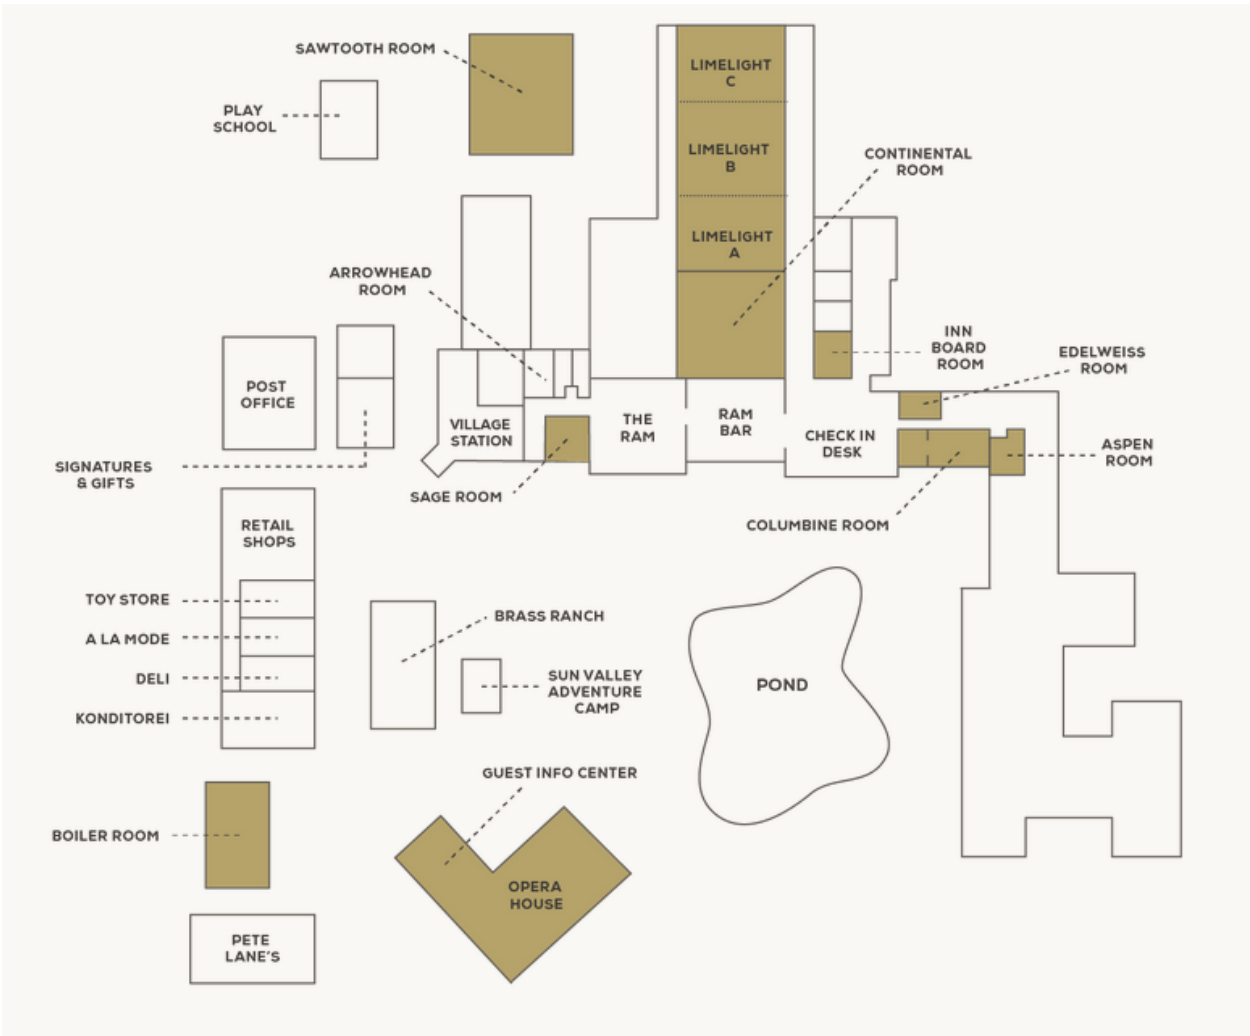 SAWTOOTH ROOM
LIMELIGHT
C
PLAY
SCHOOL
LIMELIGHT
B
CONTINENTAL
ROOM
LIMELIGHT
A
ARROWHEAD
ROOM
INN
BOARD
ROOM
EDELWEISS
ROOM
POST
OFFICE
VILLAGE
STATION
THE
RAM
RAM
BAR
CHECK IN
DESK
ASPEN
ROOM
SIGNATURES
& GIFTS
SAGE ROOM
COLUMBINE ROOM
RETAIL
SHOPS
TOY STORE
A LA MODE
DELI
KONDITOREI
BRASS RANCH
SUN VALLEY
ADVENTURE
CAMP
POND
GUEST INFO CENTER
BOILER ROOM
OPERA
HOUSE
PETE
LANE'S